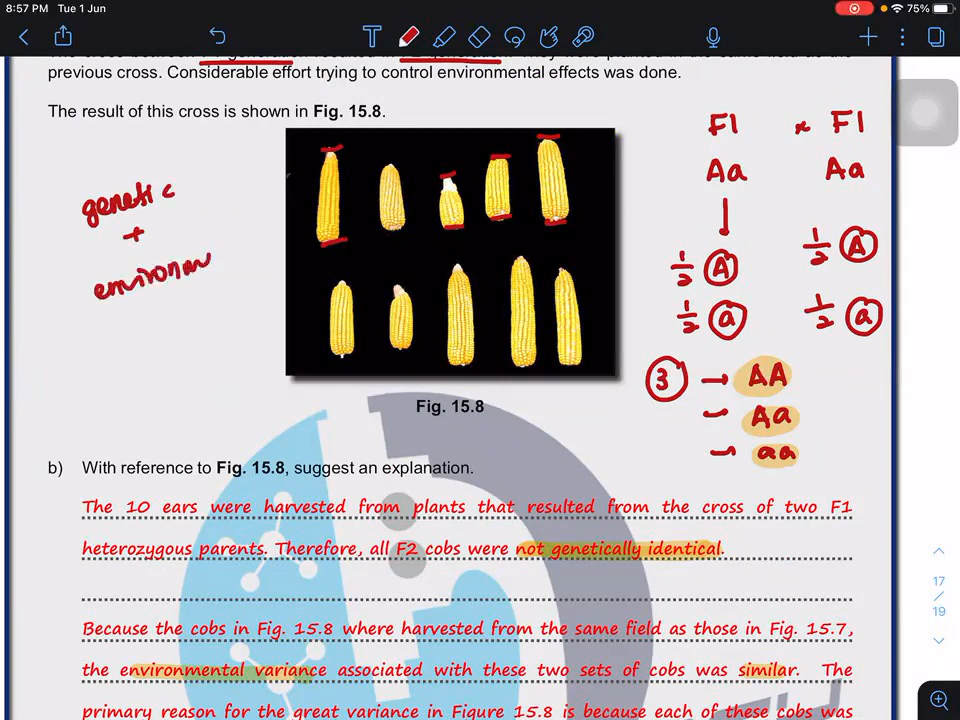 8:57 PM Tue 1 Jun
75%
previous cross. Considerable effort trying to control environmental effects was done.
The result of this cross is shown in Fig. 15.8.
genetic
+
F1 × F1
Aa Aa
1/2 A 1/2 A
1/2 a 1/2 a
3 → AA
Aa
aa
Fig. 15.8
b) With reference to Fig. 15.8, suggest an explanation.
The 10 ears were harvested from plants that resulted from the cross of two F1
heterozygous parents. Therefore, all F2 cobs were not genetically identical.
Because the cobs in Fig. 15.8 where harvested from the same field as those in Fig. 15.7,
the environmental variance associated with these two sets of cobs was similar. The
primary reason for the great variance in Figure 15.8 is because each of these cobs was
17
/
19